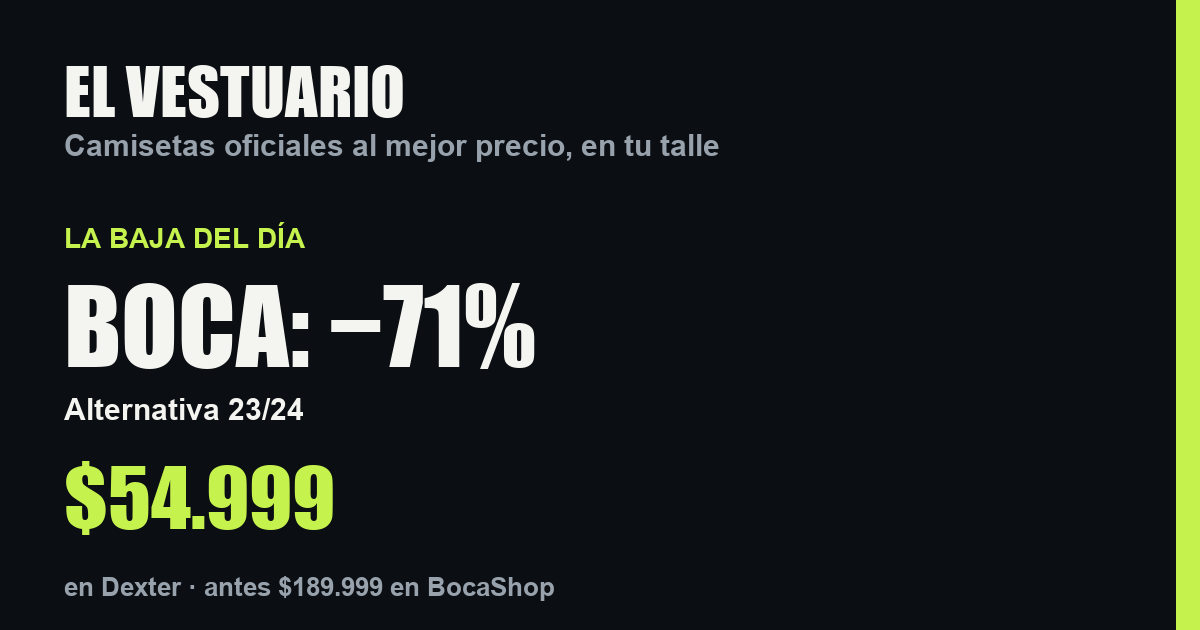 EL VESTUARIO
Camisetas oficiales al mejor precio, en tu talle
LA BAJA DEL DÍA
BOCA: −71%
Alternativa 23/24
$54.999
en Dexter · antes $189.999 en BocaShop